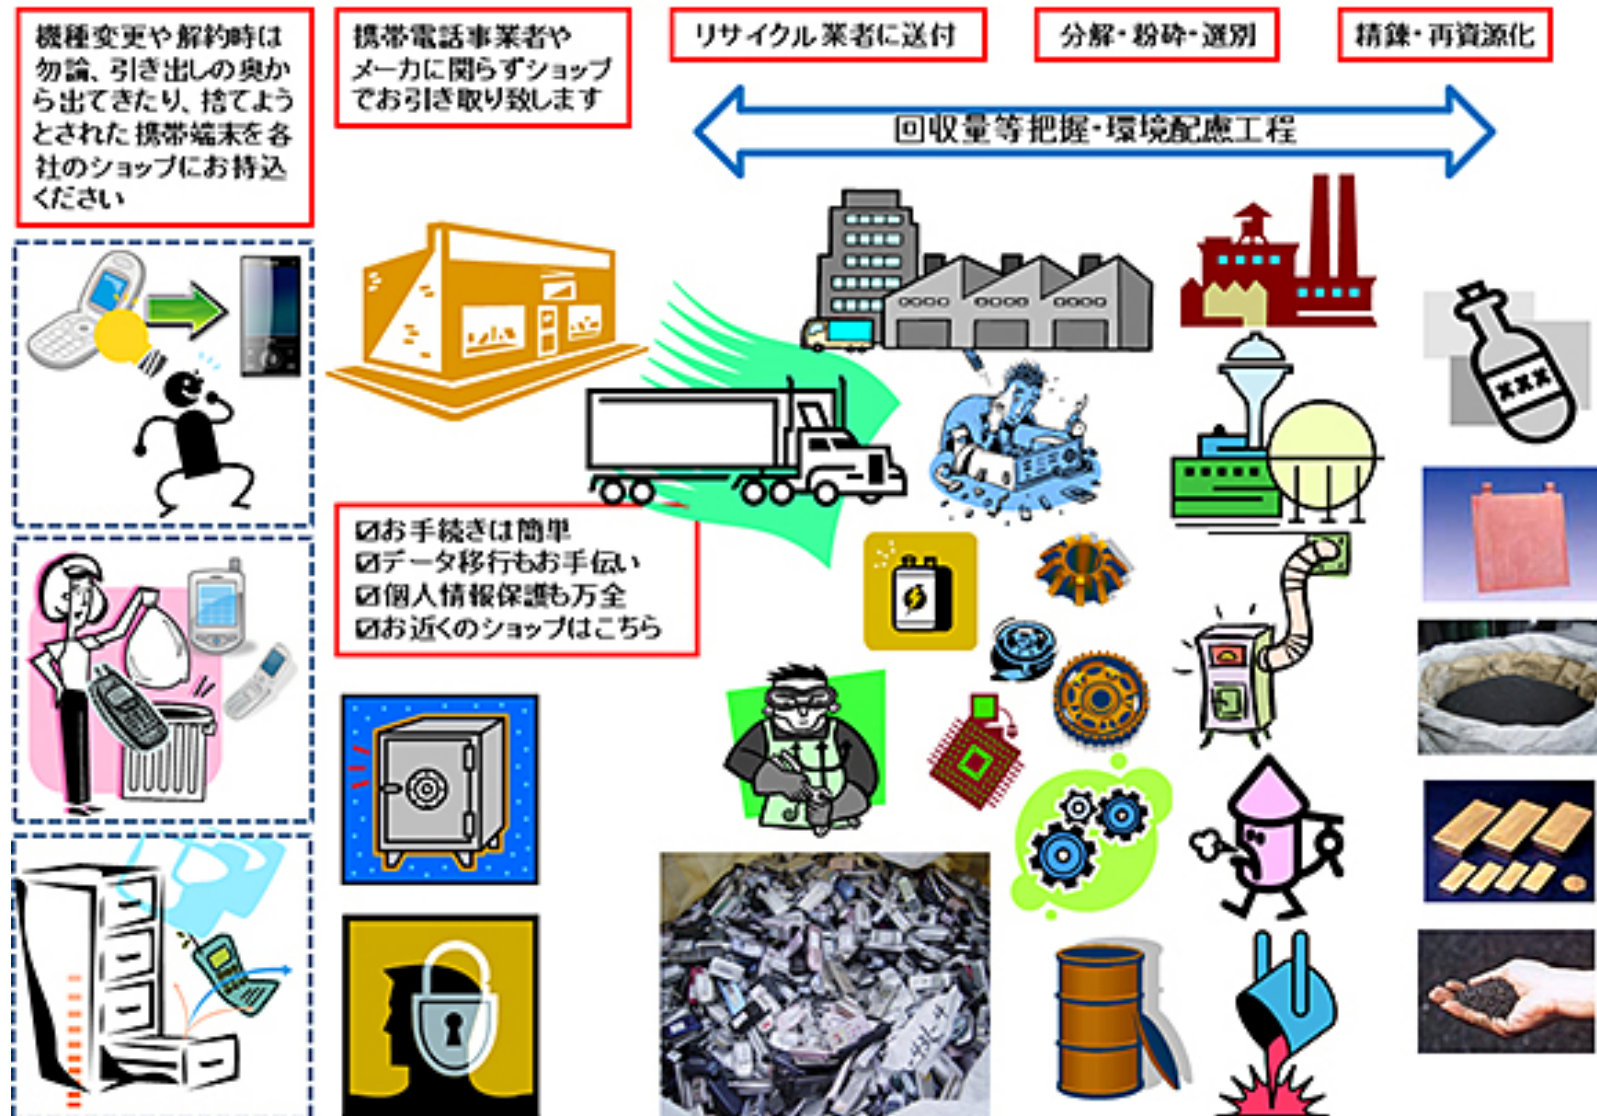 機種変更や解約時は
勿論、引き出しの奥か
ら出てきたり、捨てよう
とされた携帯端末を各
社のショップにお持込
ください
携帯電話事業者や
メーカに関らずショップ
でお引き取り致します
リサイクル業者に送付
分解・粉砕・選別
精錬・再資源化
回収量等把握・環境配慮工程
☑お手続きは簡単
☑データ移行もお手伝い
☑個人情報保護も万全
☑お近くのショップはこちら
XXX